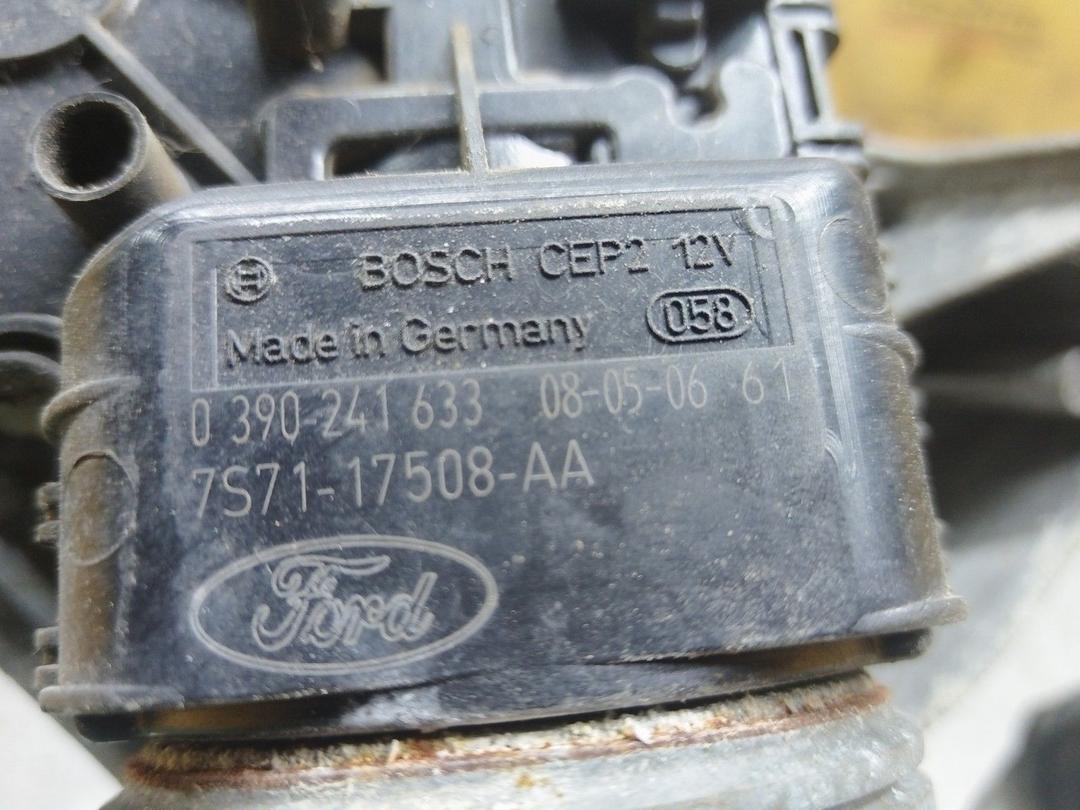 BOSCH CEP2 12V
Made in Germany 058
0 390 241 633 08-05-06 61
7S71-17508-AA
Ford